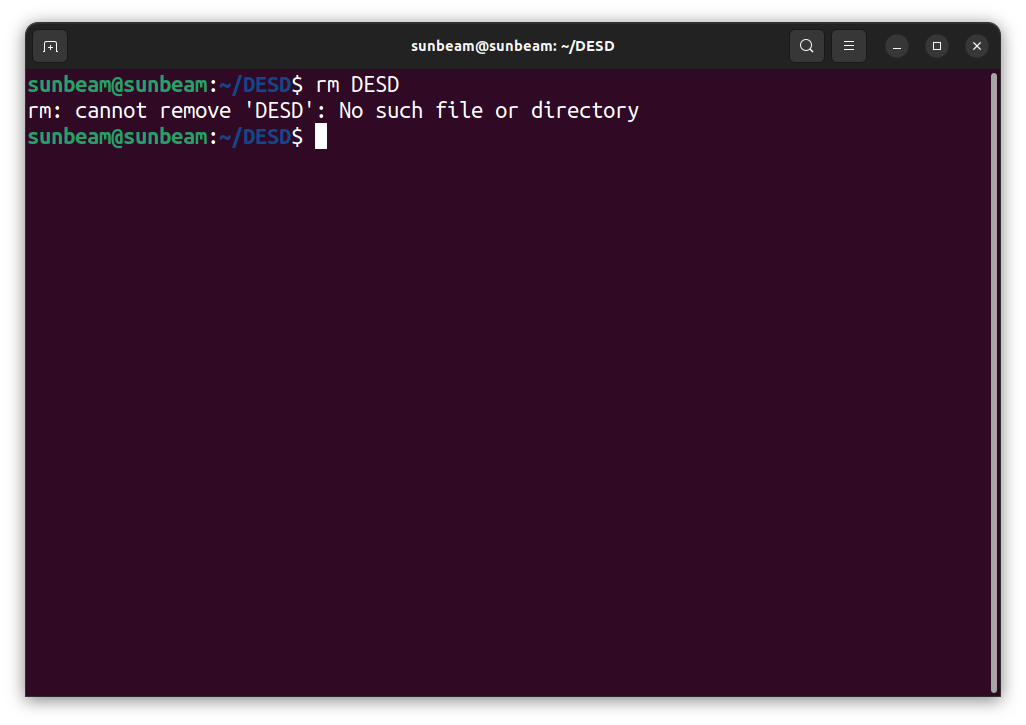 sunbeam@sunbeam: ~/DESD
sunbeam@sunbeam:~/DESD$ rm DESD
rm: cannot remove 'DESD': No such file or directory
sunbeam@sunbeam:~/DESD$